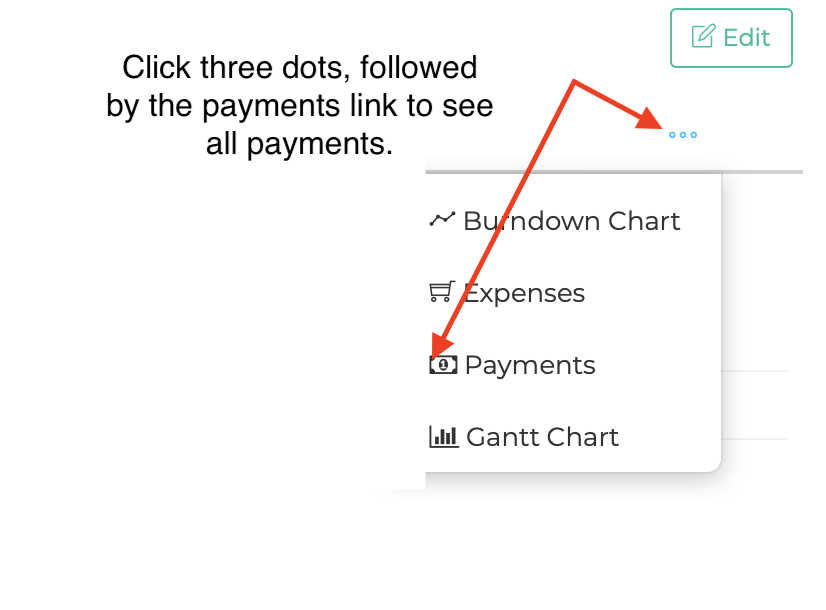 Edit
Click three dots, followed
by the payments link to see
all payments.
Burndown Chart
Expenses
Payments
Gantt Chart